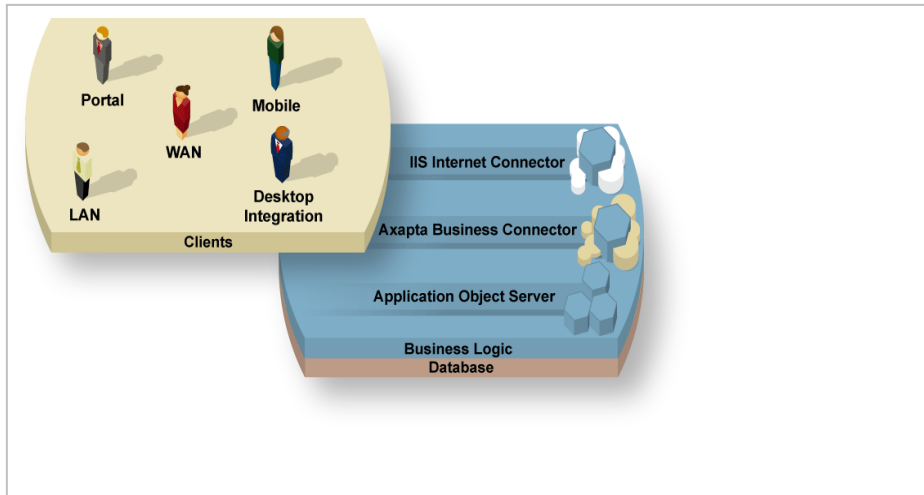 Portal
Mobile
WAN
LAN
Desktop
Integration
Clients
IIS Internet Connector
Axapta Business Connector
Application Object Server
Business Logic
Database